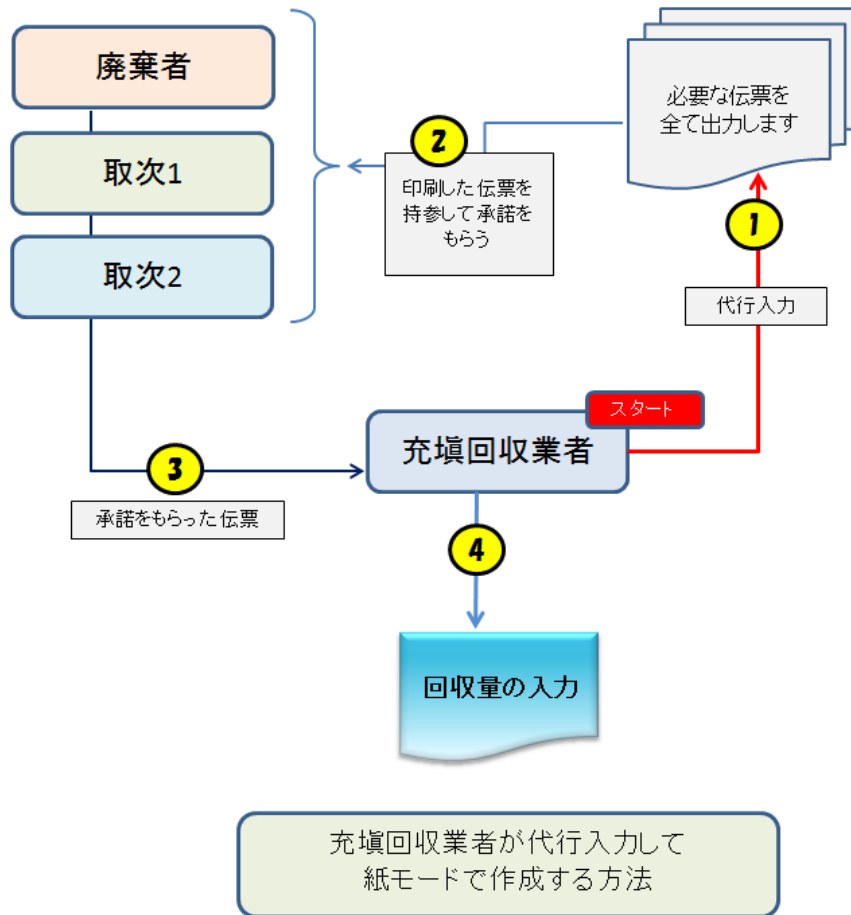 廃棄者
取次1
取次2
必要な伝票を
全て出力します
2
印刷した伝票を
持参して承諾を
もらう
1
代行入力
スタート
充塡回収業者
3
承諾をもらった伝票
4
回収量の入力
充塡回収業者が代行入力して
紙モードで作成する方法